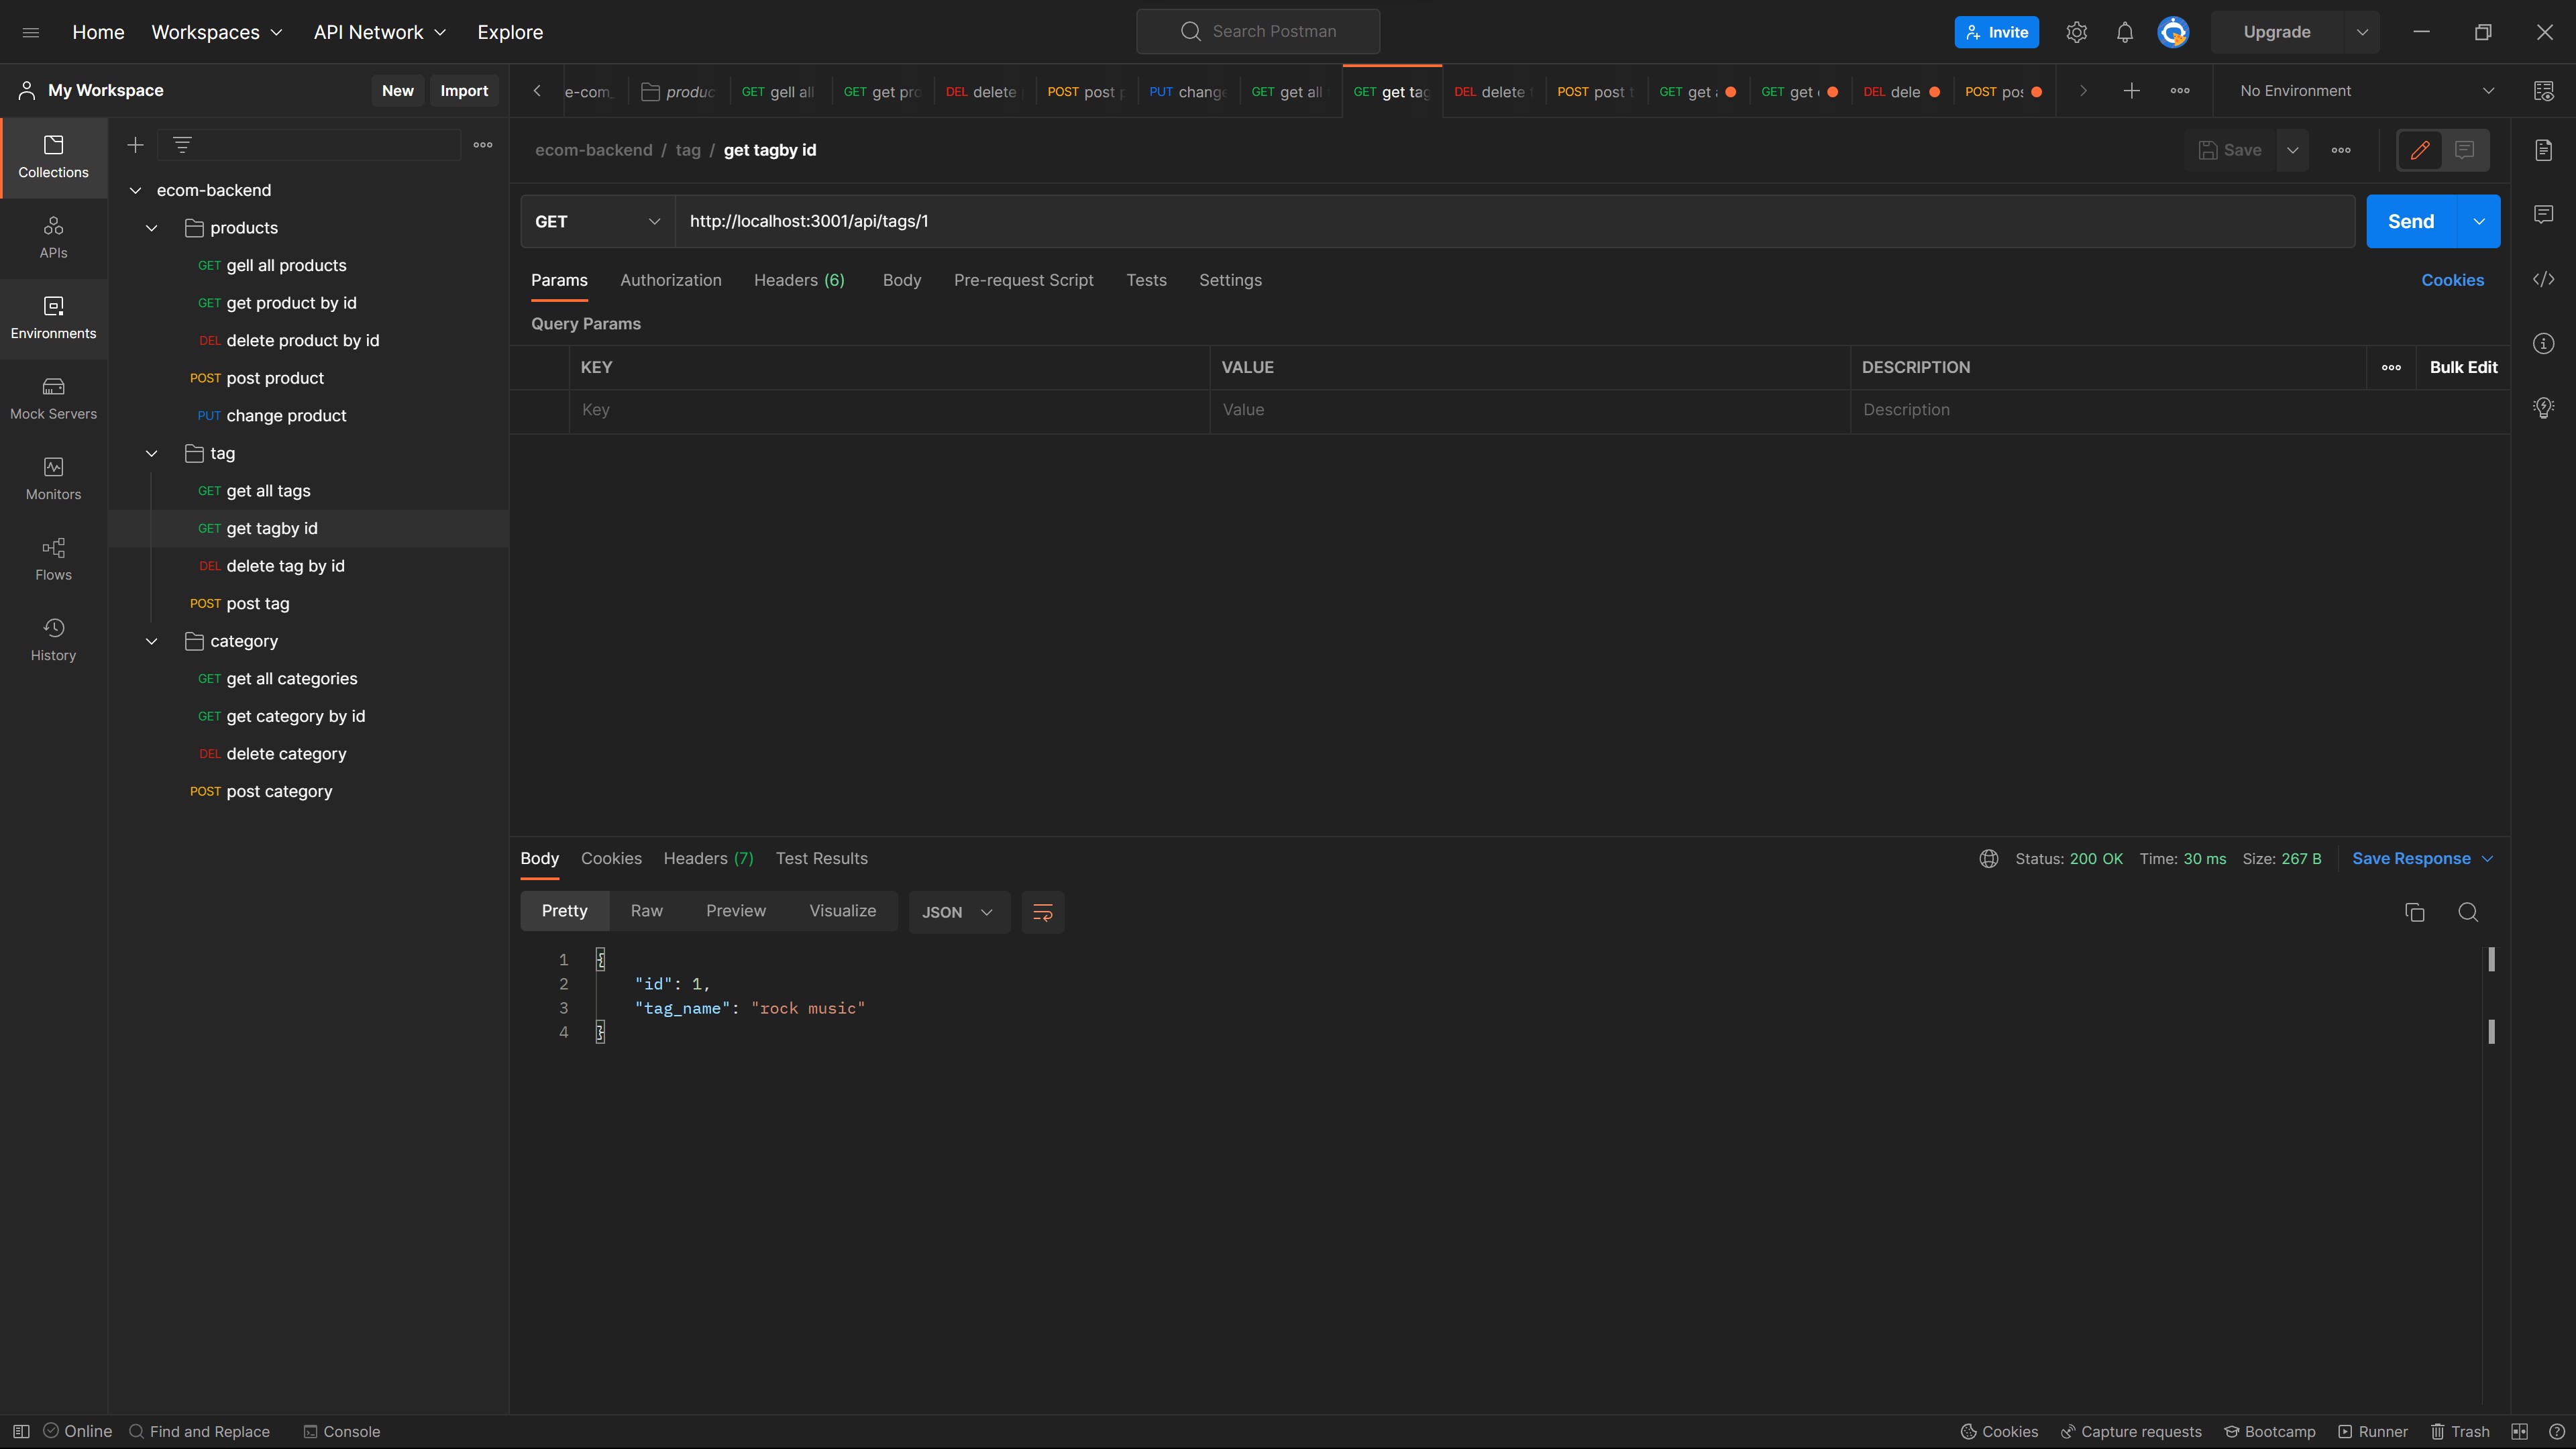 Home Workspaces API Network Explore Search Postman Invite Upgrade
My Workspace New Import
e-com_ produc GET gell all GET get pro DEL delete POST post p PUT change GET get all GET get tag DEL delete t POST post t GET get a GET get DEL dele POST pos No Environment
Collections
APIs
Environments
Mock Servers
Monitors
Flows
History
ecom-backend
products
GET gell all products
GET get product by id
DEL delete product by id
POST post product
PUT change product
tag
GET get all tags
GET get tagby id
DEL delete tag by id
POST post tag
category
GET get all categories
GET get category by id
DEL delete category
POST post category
ecom-backend / tag / get tagby id Save
GET http://localhost:3001/api/tags/1 Send
Params Authorization Headers (6) Body Pre-request Script Tests Settings Cookies
Query Params
KEY VALUE DESCRIPTION Bulk Edit
Key Value Description
Body Cookies Headers (7) Test Results Status: 200 OK Time: 30 ms Size: 267 B Save Response
Pretty Raw Preview Visualize JSON
1 {
2 "id": 1,
3 "tag_name": "rock music"
4 }
Online Find and Replace Console Cookies Capture requests Bootcamp Runner Trash